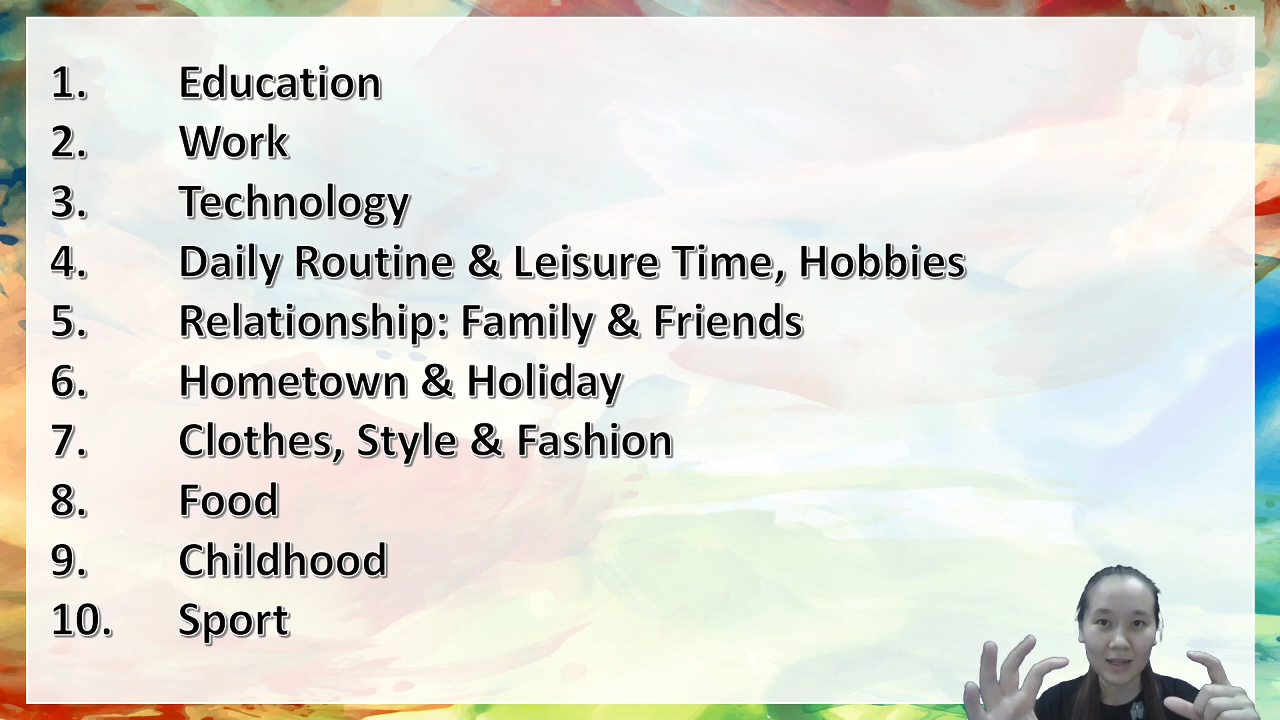 1. Education
2. Work
3. Technology
4. Daily Routine & Leisure Time, Hobbies
5. Relationship: Family & Friends
6. Hometown & Holiday
7. Clothes, Style & Fashion
8. Food
9. Childhood
10. Sport